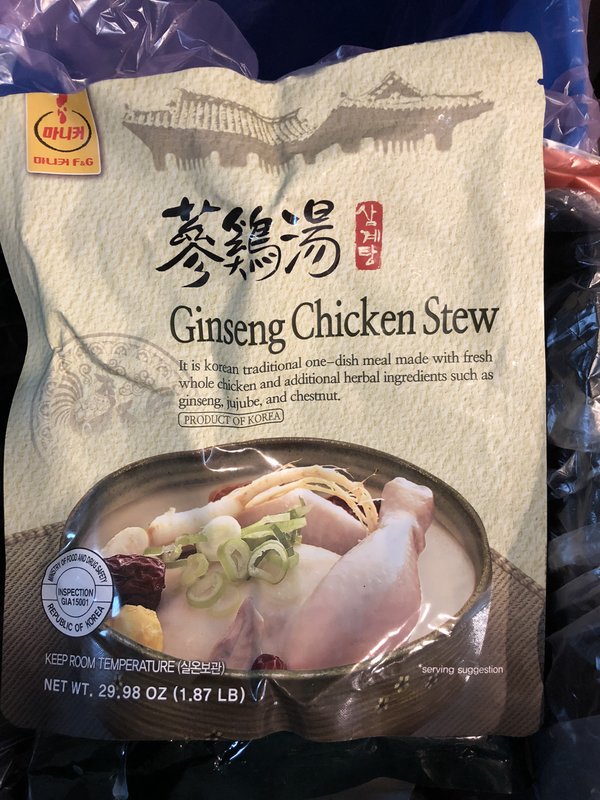 마니커
마니커 F&G
蔘鷄湯
삼계탕
Ginseng Chicken Stew
It is korean traditional one-dish meal made with fresh
whole chicken and additional herbal ingredients such as
ginseng, jujube, and chestnut.
PRODUCT OF KOREA
MINISTRY OF FOOD AND DRUG SAFETY
INSPECTION
GIA15001
REPUBLIC OF KOREA
KEEP ROOM TEMPERATURE (실온보관)
*serving suggestion
NET WT. 29.98 OZ (1.87 LB)